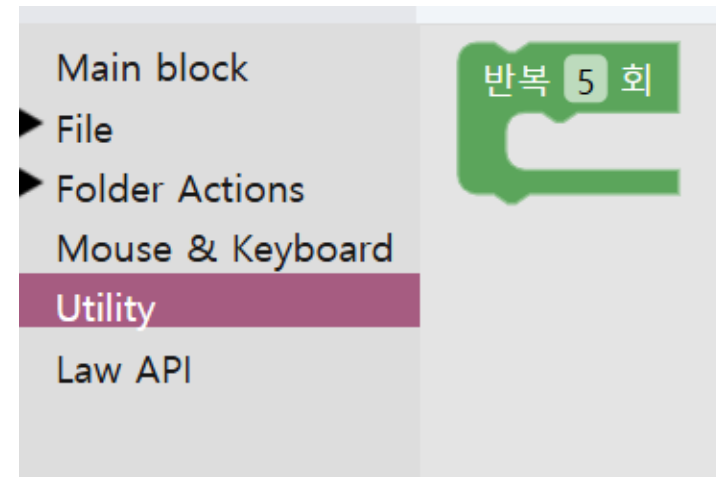 Main block
File
Folder Actions
Mouse & Keyboard
Utility
Law API
반복 5 회